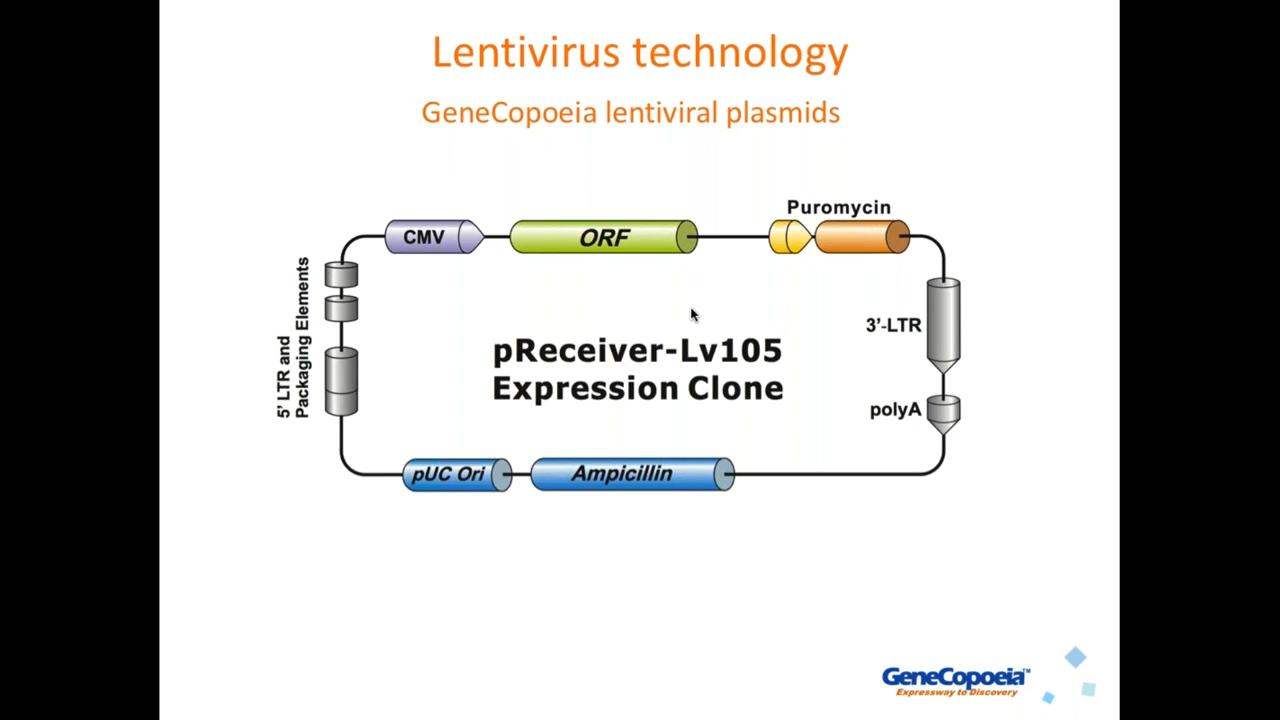 Lentivirus technology
GeneCopoeia lentiviral plasmids
Puromycin
CMV
ORF
5' LTR and
Packaging Elements
3'-LTR
pReceiver-Lv105
Expression Clone
polyA
pUC Ori
Ampicillin
GeneCopoeia™
Expressway to Discovery